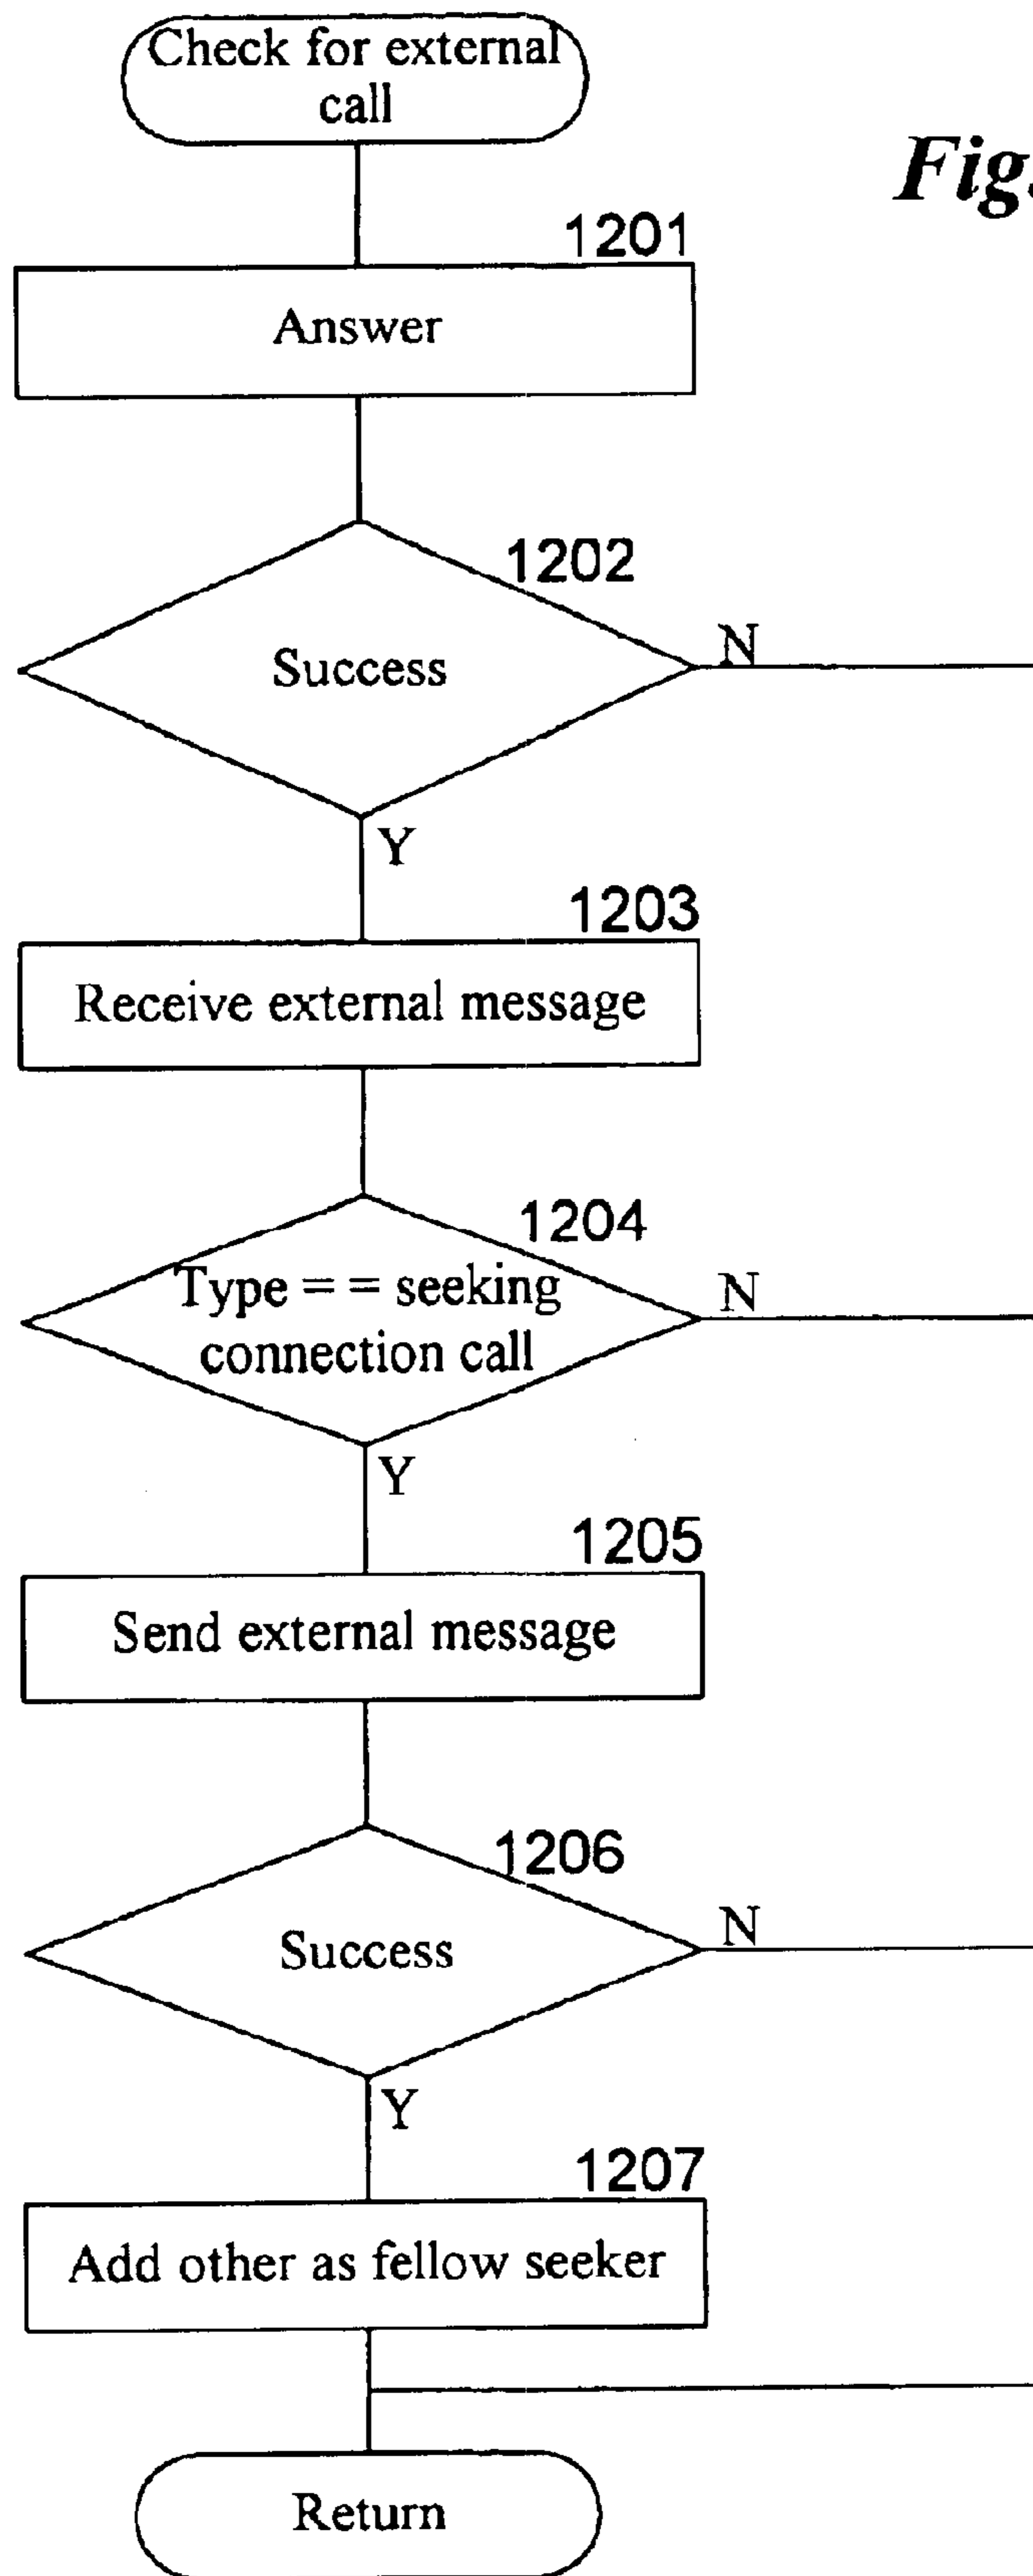 Check for external
call
Fig.
1201
Answer
1202
Success
N
Y
1203
Receive external message
1204
Type = = seeking
connection call
N
Y
1205
Send external message
1206
Success
N
Y
1207
Add other as fellow seeker
Return